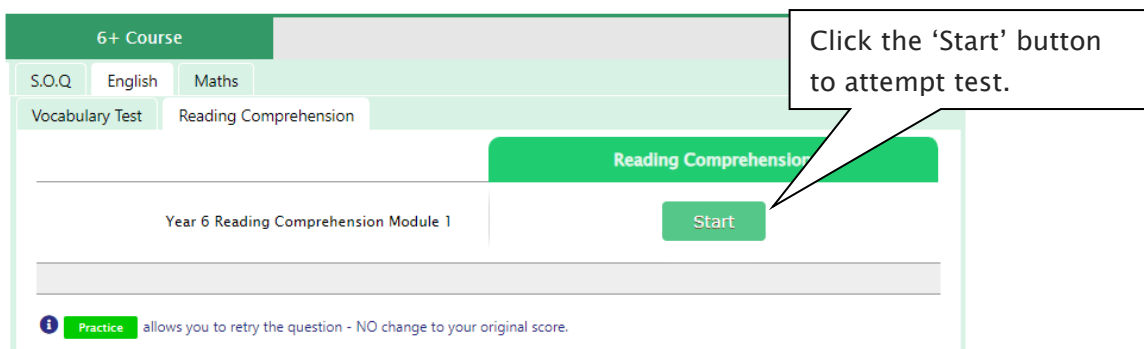 6+ Course
Click the ‘Start’ button
to attempt test.
S.O.Q English Maths
Vocabulary Test Reading Comprehension
Reading Comprehension
Year 6 Reading Comprehension Module 1 Start
Practice allows you to retry the question - NO change to your original score.